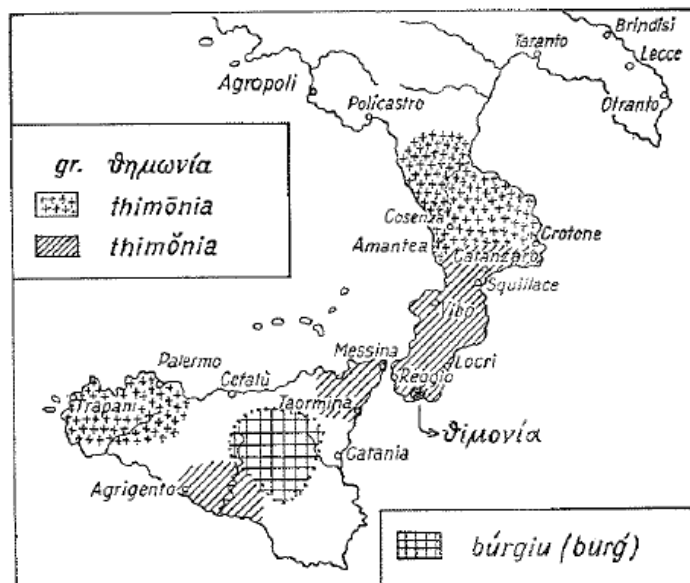 Brindisi
Taranto
Lecce
Agropoli
Policastro
Otranto
gr. ϑημωνία
thimōnia
thimŏnia
Cosenza
Crotone
Amantea
Catanzaro
Squillace
Vibo
Messina
Locri
Palermo
Reggio
Cefalù
Trapani
Taormina
ϑιμονία
Catania
Agrigento
búrgiu (burǵ)